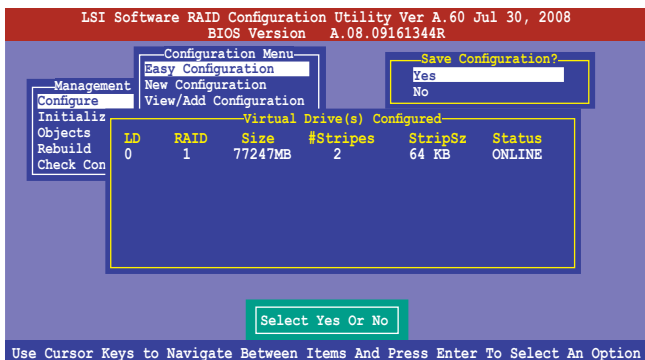 LSI Software RAID Configuration Utility Ver A.60 Jul 30, 2008
BIOS Version A.08.09161344R
Configuration Menu
Easy Configuration
New Configuration
View/Add Configuration
Save Configuration?
Yes
No
Management
Configure
Initializ
Objects
Rebuild
Check Con
Virtual Drive(s) Configured
LD RAID Size #Stripes StripSz Status
0 1 77247MB 2 64 KB ONLINE
Select Yes Or No
Use Cursor Keys to Navigate Between Items And Press Enter To Select An Option